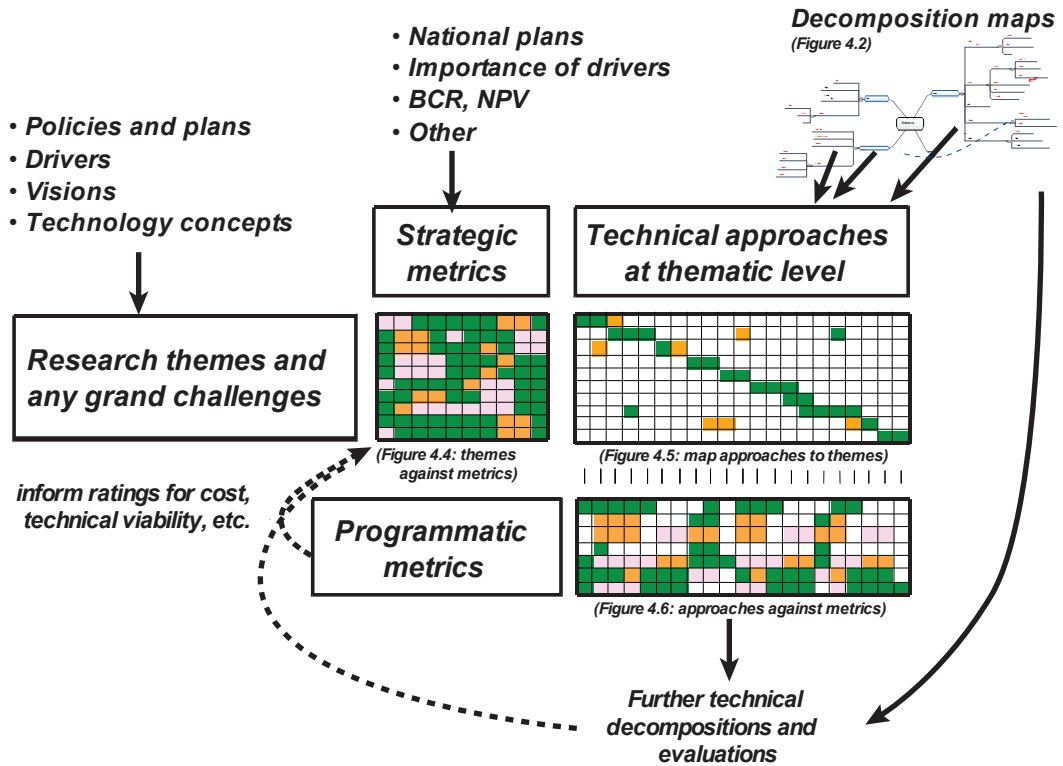 Decomposition maps
(Figure 4.2)
• National plans
• Importance of drivers
• BCR, NPV
• Other
• Policies and plans
• Drivers
• Visions
• Technology concepts
Strategic
metrics
Technical approaches
at thematic level
Research themes and
any grand challenges
(Figure 4.4: themes
against metrics)
(Figure 4.5: map approaches to themes)
inform ratings for cost,
technical viability, etc.
Programmatic
metrics
(Figure 4.6: approaches against metrics)
Further technical
decompositions and
evaluations